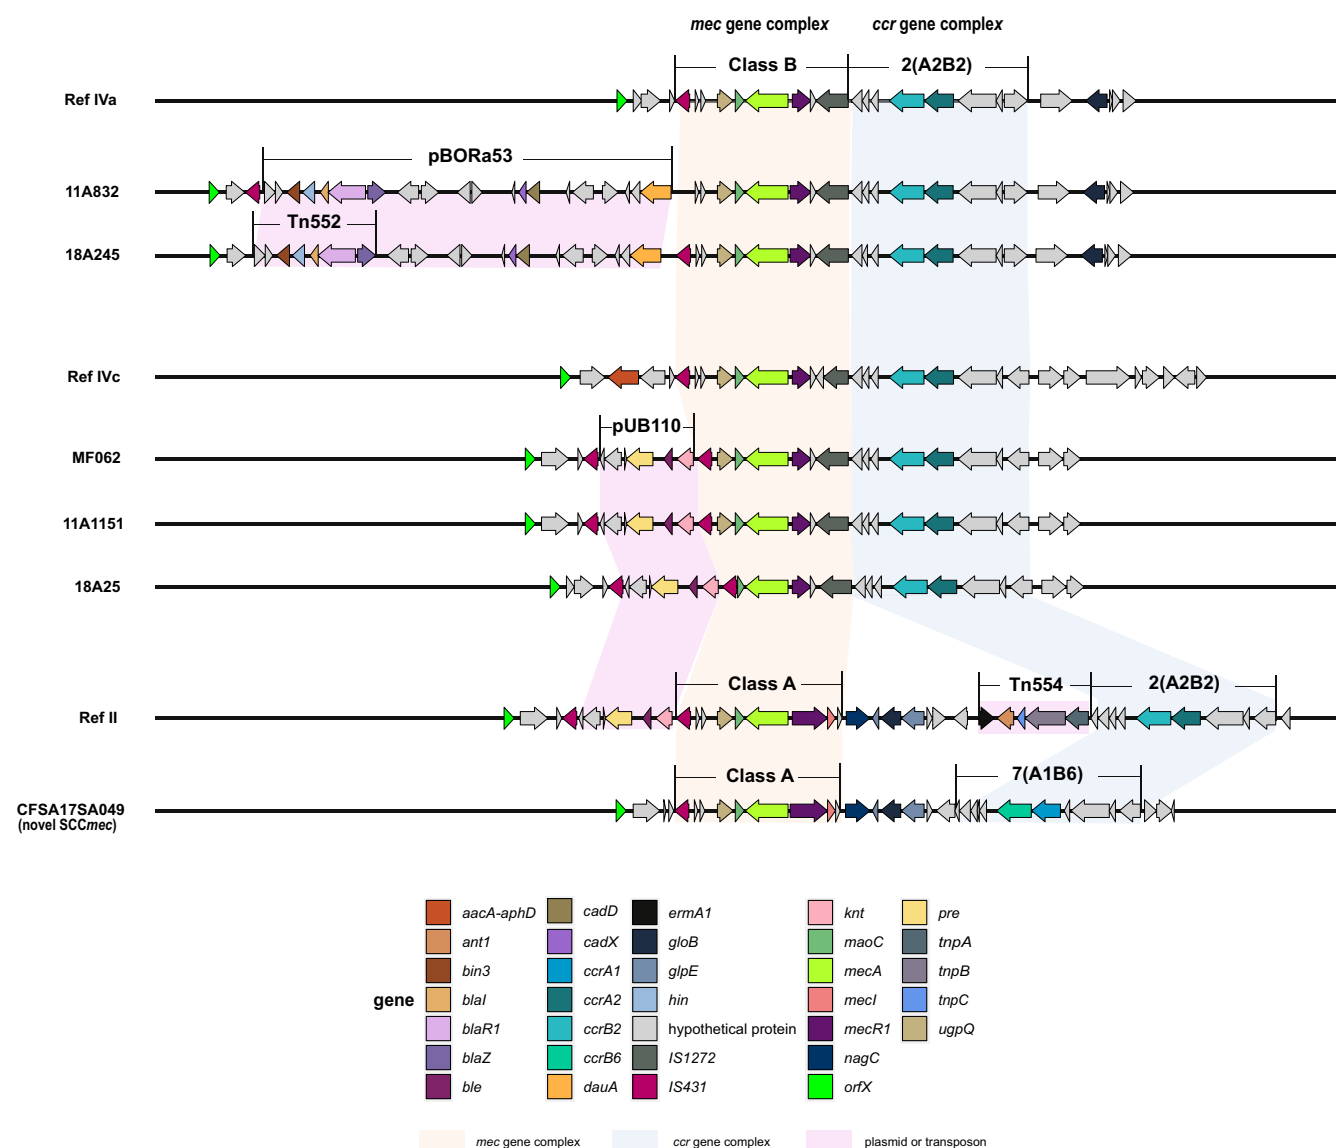 mec gene complex ccr gene complex
Class B 2(A2B2)
Ref IVa
pBORa53
11A832
Tn552
18A245
Ref IVc
pUB110
MF062
11A1151
18A25
Class A Tn554 2(A2B2)
Ref II
Class A 7(A1B6)
CFSA17SA049
(novel SCCmec)
aacA-aphD cadD ermA1 knt pre
ant1 cadX gloB maoC tnpA
bin3 ccrA1 glpE mecA tnpB
gene blaI ccrA2 hin mecI tnpC
blaR1 ccrB2 hypothetical protein mecR1 ugpQ
blaZ ccrB6 IS1272 nagC
ble dauA IS431 orfX
mec gene complex ccr gene complex plasmid or transposon